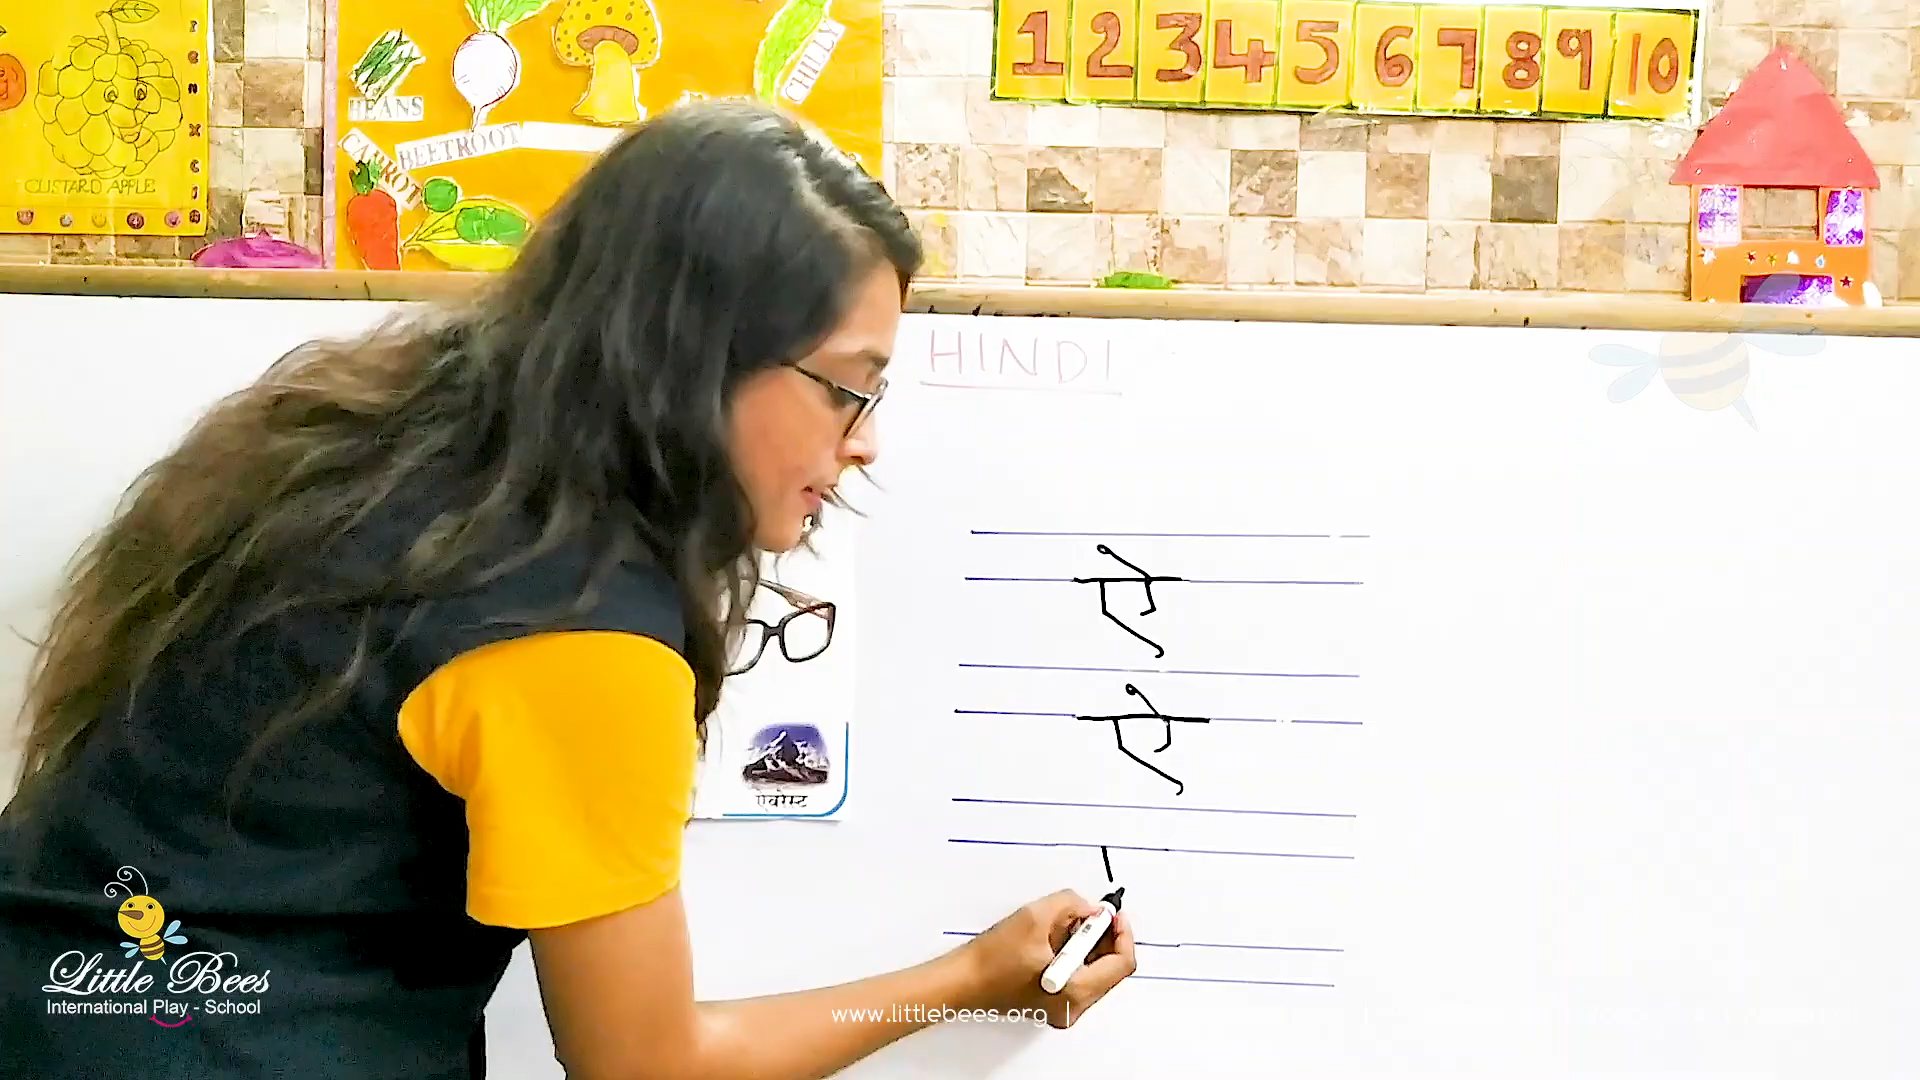 1 2 3 4 5 6 7 8 9 10
CHILLY
BEANS
BEETROOT
CARROT
CUSTARD APPLE
HINDI
ऐ
ऐ
एवरेस्ट
Little Bees
International Play - School
www.littlebees.org |